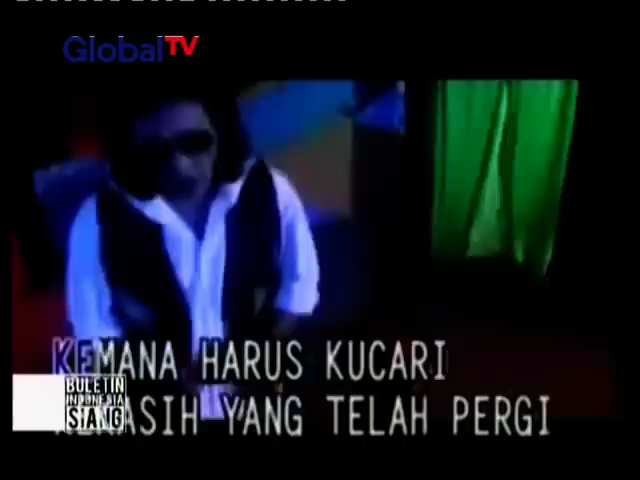 GlobalTV
KEMANA HARUS KUCARI
KEKASIH YANG TELAH PERGI
BULETIN
INDONESIA
SIANG